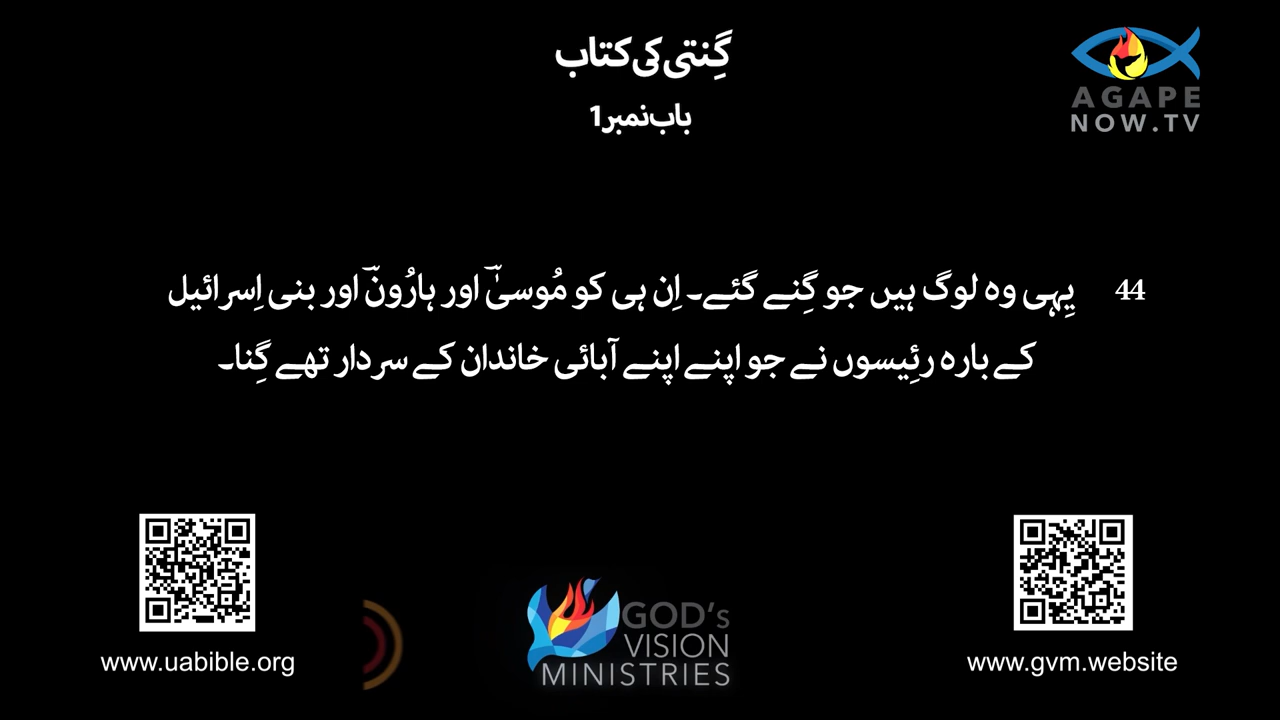 گِنتی کی کتاب
باب نمبر 1
AGAPE
NOW.TV
44 یِہی وہ لوگ ہیں جو گِنے گئے۔ اِن ہی کو مُوسیٰؔ اور ہارُونؔ اور بنی اِسرائیل
کے بارہ رئِیسوں نے جو اپنے اپنے آبائی خاندان کے سردار تھے گِنا۔
GOD's
VISION
MINISTRIES
www.uabible.org
www.gvm.website